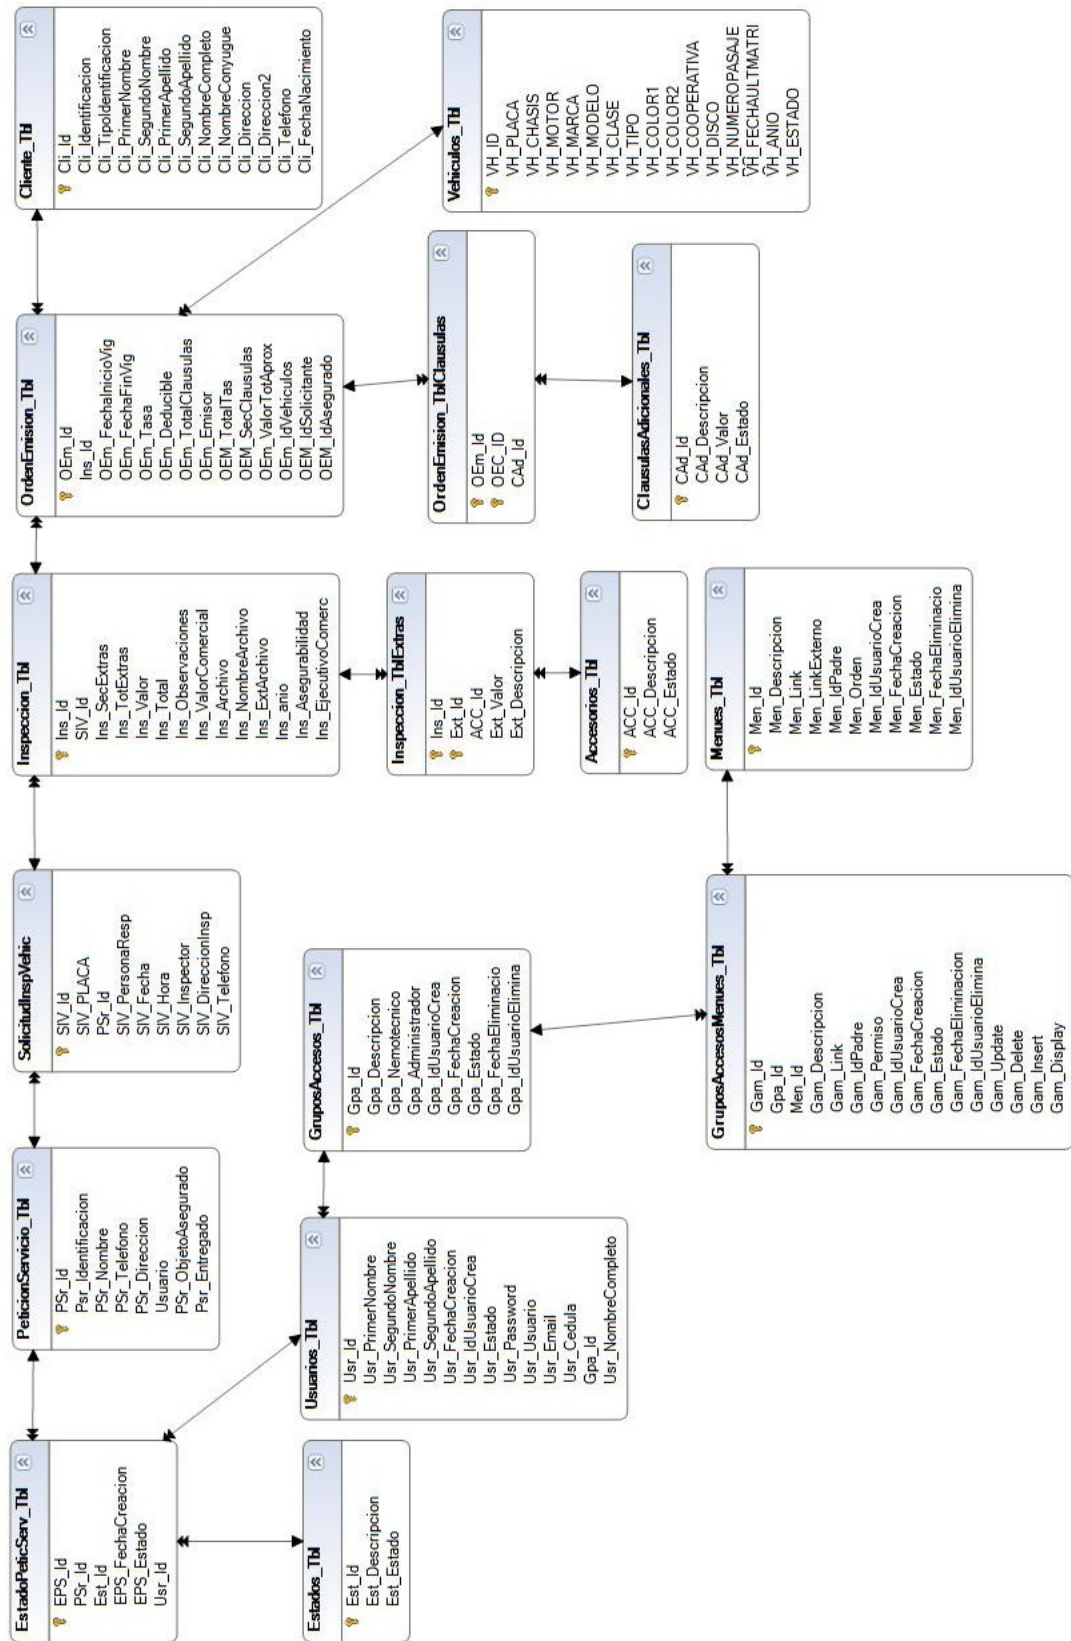 EstadoPeticServ_Tbl
EPS_Id
PSr_Id
Est_Id
EPS_FechaCreacion
EPS_Estado
Usr_Id
PeticionServicio_Tbl
PSr_Id
Psr_Identificacion
PSr_Nombre
PSr_Telefono
PSr_Direccion
Usuario
PSr_ObjetoAsegurado
Psr_Entregado
SolicitudInspVehic
SIV_Id
SIV_PLACA
PSr_Id
SIV_PersonaResp
SIV_Fecha
SIV_Hora
SIV_Inspector
SIV_DireccionInsp
SIV_Telefono
Inspeccion_Tbl
Ins_Id
SIV_Id
Ins_SecExtras
Ins_TotExtras
Ins_Valor
Ins_Total
Ins_Observaciones
Ins_ValorComercial
Ins_Archivo
Ins_NombreArchivo
Ins_ExtArchivo
Ins_anio
Ins_Asegurabilidad
Ins_EjecutivoComerc
OrdenEmision_Tbl
OEm_Id
Ins_Id
OEm_FechaInicioVig
OEm_FechaFinVig
OEm_Tasa
OEm_Deducible
OEm_TotalClausulas
OEm_Emisor
OEM_TotalTas
OEM_SecClausulas
OEm_ValorTotAprox
OEm_IdVehiculos
OEM_IdSolicitante
OEM_IdAsegurado
Cliente_Tbl
Cli_Id
Cli_Identificacion
Cli_TipoIdentificacion
Cli_PrimerNombre
Cli_SegundoNombre
Cli_PrimerApellido
Cli_SegundoApellido
Cli_NombreCompleto
Cli_NombreConyugue
Cli_Direccion
Cli_Direccion2
Cli_Telefono
Cli_FechaNacimiento
Estados_Tbl
Est_Id
Est_Descripcion
Est_Estado
Usuarios_Tbl
Usr_Id
Usr_PrimerNombre
Usr_SegundoNombre
Usr_PrimerApellido
Usr_SegundoApellido
Usr_FechaCreacion
Usr_IdUsuarioCrea
Usr_Estado
Usr_Password
Usr_Usuario
Usr_Email
Usr_Cedula
Gpa_Id
Usr_NombreCompleto
GruposAccesos_Tbl
Gpa_Id
Gpa_Descripcion
Gpa_Nemotecnico
Gpa_Administrador
Gpa_IdUsuarioCrea
Gpa_FechaCreacion
Gpa_Estado
Gpa_FechaEliminacio
Gpa_IdUsuarioElimina
Inspeccion_TblExtras
Ins_Id
Ext_Id
ACC_Id
Ext_Valor
Ext_Descripcion
OrdenEmision_TblClausulas
OEm_Id
OEC_ID
CAd_Id
Vehiculos_Tbl
VH_ID
VH_PLACA
VH_CHASIS
VH_MOTOR
VH_MARCA
VH_MODELO
VH_CLASE
VH_TIPO
VH_COLOR1
VH_COLOR2
VH_COOPERATIVA
VH_DISCO
VH_NUMEROPASAJE
VH_FECHAULTMATRI
VH_ANIO
VH_ESTADO
Accesorios_Tbl
ACC_Id
ACC_Descripcion
ACC_Estado
ClausulasAdicionales_Tbl
CAd_Id
CAd_Descripcion
CAd_Valor
CAd_Estado
GruposAccesosMenues_Tbl
Gam_Id
Gpa_Id
Men_Id
Gam_Descripcion
Gam_Link
Gam_IdPadre
Gam_Permiso
Gam_IdUsuarioCrea
Gam_FechaCreacion
Gam_Estado
Gam_FechaEliminacion
Gam_IdUsuarioElimina
Gam_Update
Gam_Delete
Gam_Insert
Gam_Display
Menues_Tbl
Men_Id
Men_Descripcion
Men_Link
Men_LinkExterno
Men_IdPadre
Men_Orden
Men_IdUsuarioCrea
Men_FechaCreacion
Men_Estado
Men_FechaEliminacio
Men_IdUsuarioElimina